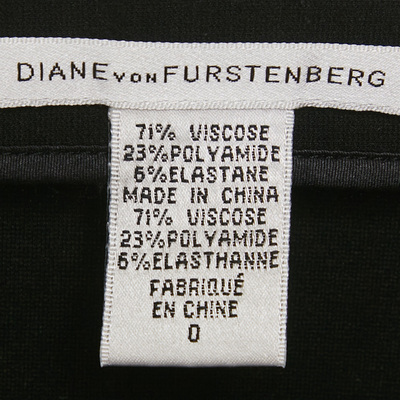 DIANE VON FURSTENBERG
71% VISCOSE
23%POLYAMIDE
6%ELASTANE
MADE IN CHINA
71% VISCOSE
23%POLYAMIDE
6%ELASTHANNE
FABRIQUÉ
EN CHINE
0